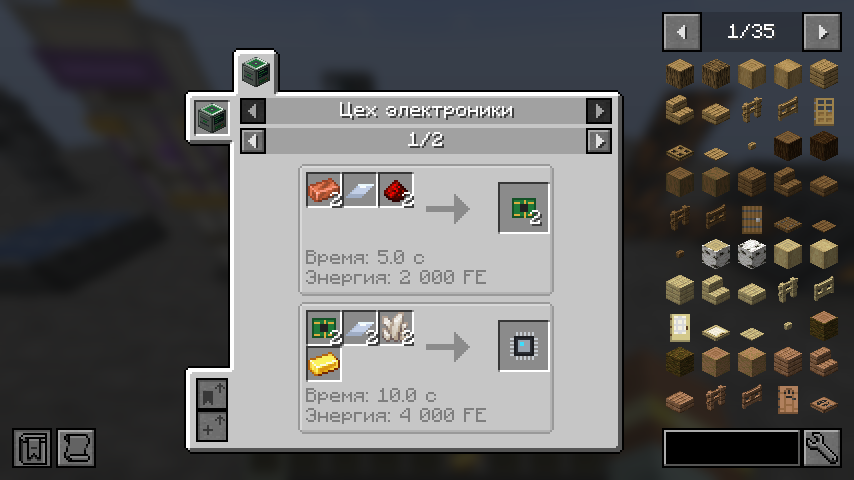 1/35
Цех электроники
1/2
2 2 2
Время: 5.0 с
Энергия: 2 000 FE
2 2 2
Время: 10.0 с
Энергия: 4 000 FE